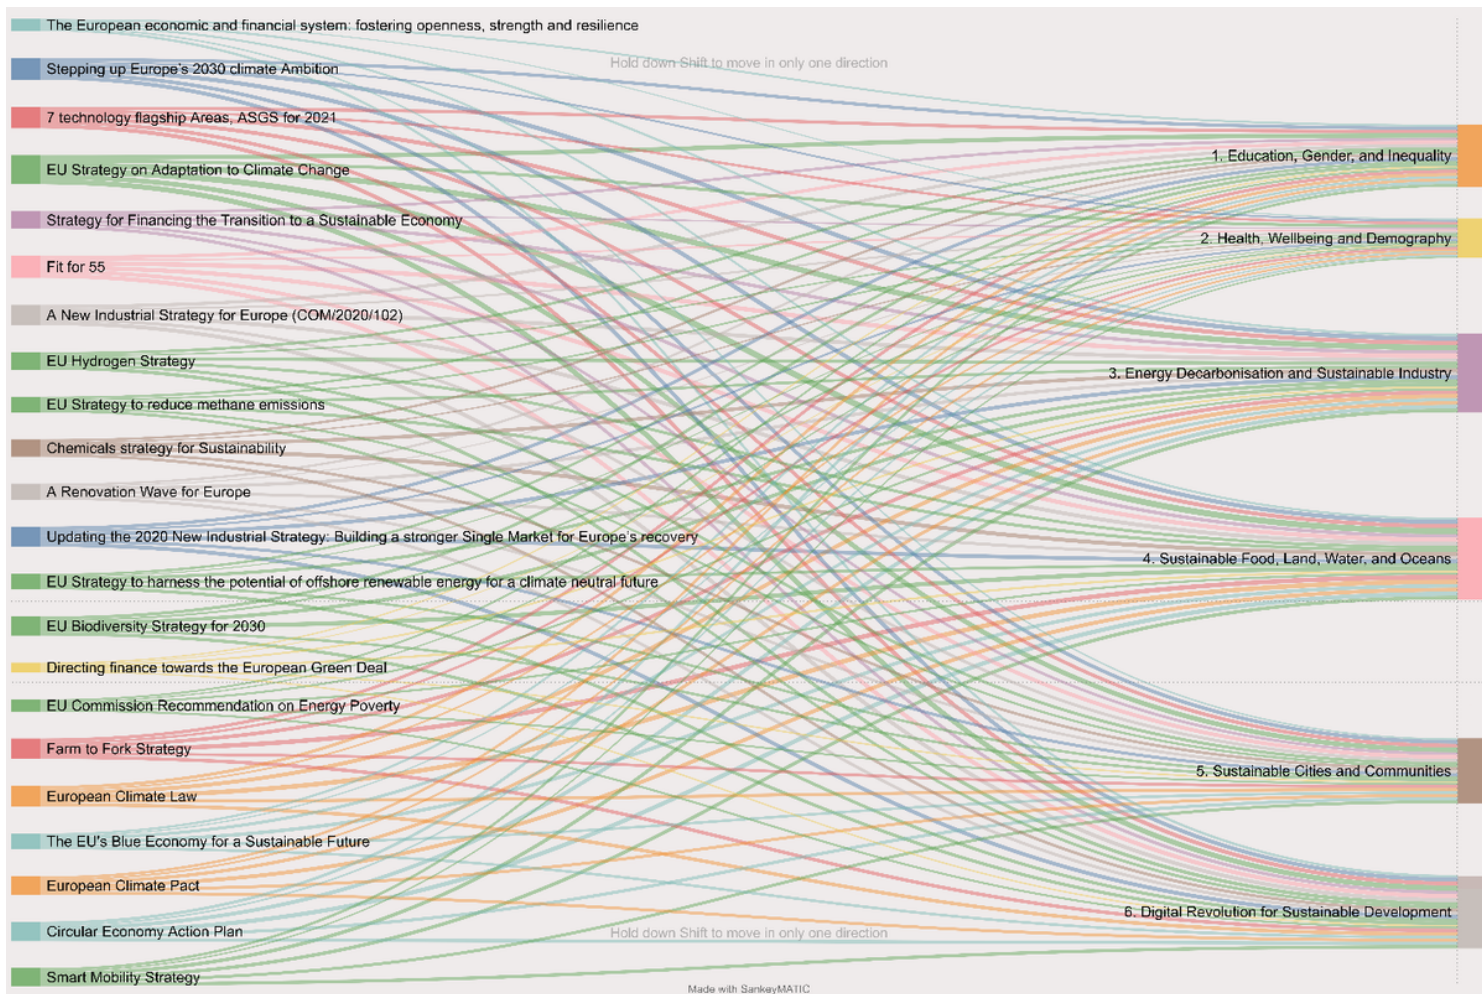 The European economic and financial system: fostering openness, strength and resilience
Hold down Shift to move in only one direction
Stepping up Europe's 2030 climate Ambition
7 technology flagship Areas, ASGS for 2021
1. Education, Gender, and Inequality
EU Strategy on Adaptation to Climate Change
Strategy for Financing the Transition to a Sustainable Economy
2. Health, Wellbeing and Demography
Fit for 55
A New Industrial Strategy for Europe (COM/2020/102)
EU Hydrogen Strategy
3. Energy Decarbonisation and Sustainable Industry
EU Strategy to reduce methane emissions
Chemicals strategy for Sustainability
A Renovation Wave for Europe
Updating the 2020 New Industrial Strategy: Building a stronger Single Market for Europe's recovery
4. Sustainable Food, Land, Water, and Oceans
EU Strategy to harness the potential of offshore renewable energy for a climate neutral future
EU Biodiversity Strategy for 2030
Directing finance towards the European Green Deal
EU Commission Recommendation on Energy Poverty
Farm to Fork Strategy
5. Sustainable Cities and Communities
European Climate Law
The EU's Blue Economy for a Sustainable Future
European Climate Pact
6. Digital Revolution for Sustainable Development
Circular Economy Action Plan
Hold down Shift to move in only one direction
Smart Mobility Strategy
Made with SankeyMATIC